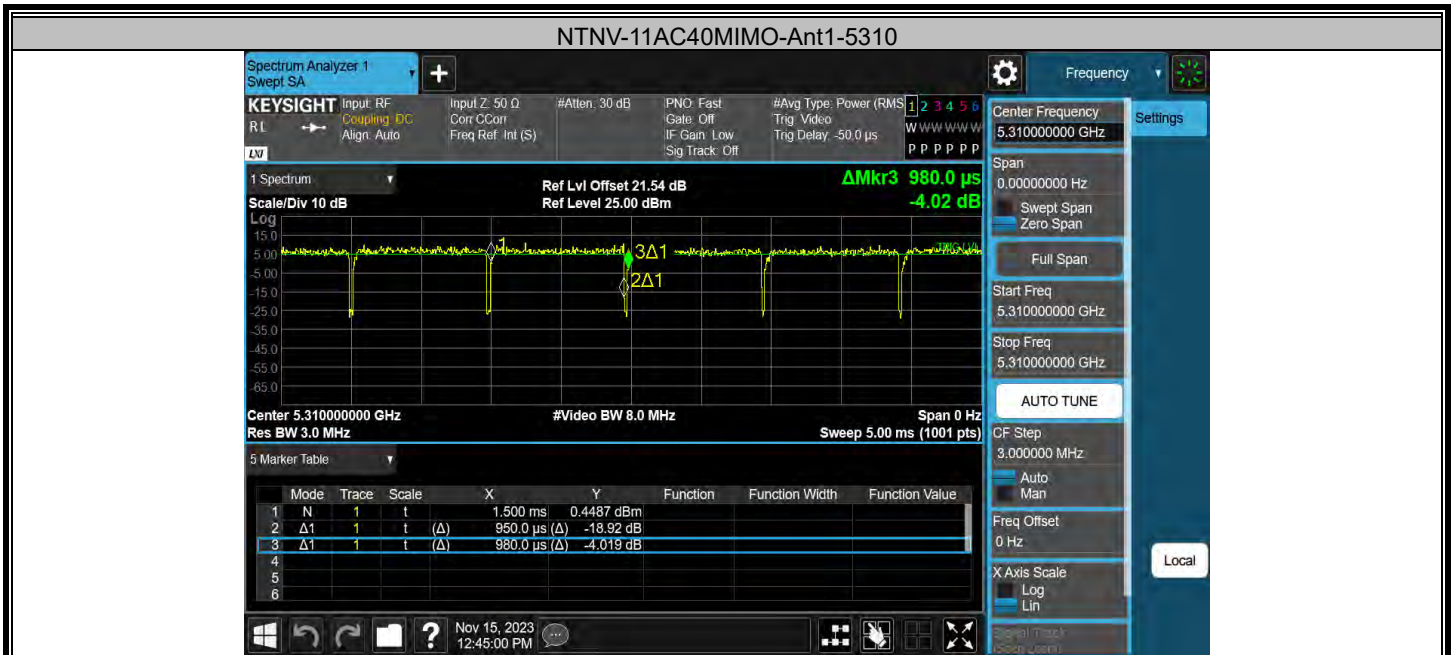 NTNV-11AC40MIMO-Ant1-5310
Spectrum Analyzer 1
Swept SA
+
Frequency
KEYSIGHT
RL
LXI
Input: RF
Coupling: DC
Align: Auto
Input Z: 50 Ω
Corr CCorr
Freq Ref: Int (S)
#Atten: 30 dB
PNO: Fast
Gate: Off
IF Gain: Low
Sig Track: Off
#Avg Type: Power (RMS
Trig: Video
Trig Delay: -50.0 µs
1 2 3 4 5 6
W W W W W W
P P P P P P
Center Frequency
5.310000000 GHz
Settings
Span
0.00000000 Hz
Swept Span
Zero Span
Full Span
Start Freq
5.310000000 GHz
Stop Freq
5.310000000 GHz
AUTO TUNE
CF Step
3.000000 MHz
Auto
Man
Freq Offset
0 Hz
X Axis Scale
Log
Lin
Signal Track
(Span Zoom)
Local
1 Spectrum
Scale/Div 10 dB
Ref Lvl Offset 21.54 dB
Ref Level 25.00 dBm
ΔMkr3 980.0 µs
-4.02 dB
Log
15.0
5.00
-5.00
-15.0
-25.0
-35.0
-45.0
-55.0
-65.0
1
3Δ1
2Δ1
TRIG LVL
Center 5.310000000 GHz
Res BW 3.0 MHz
#Video BW 8.0 MHz
Span 0 Hz
Sweep 5.00 ms (1001 pts)
5 Marker Table
Mode Trace Scale X Y Function Function Width Function Value
1 N 1 t 1.500 ms 0.4487 dBm
2 Δ1 1 t (Δ) 950.0 µs (Δ) -18.92 dB
3 Δ1 1 t (Δ) 980.0 µs (Δ) -4.019 dB
4
5
6
?
Nov 15, 2023
12:45:00 PM